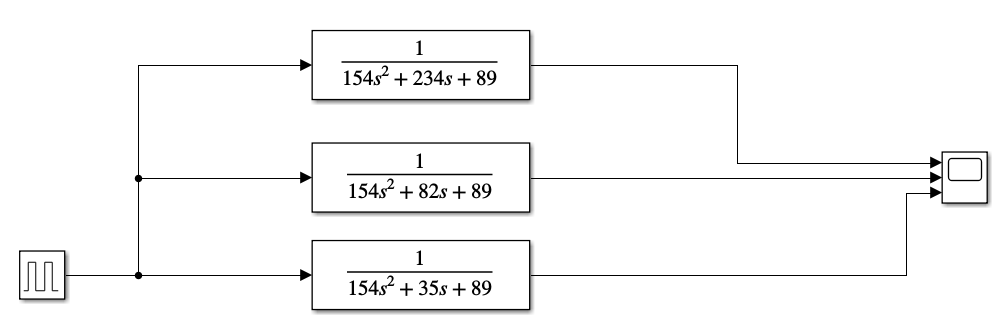 1
154s² + 234s + 89
1
154s² + 82s + 89
1
154s² + 35s + 89